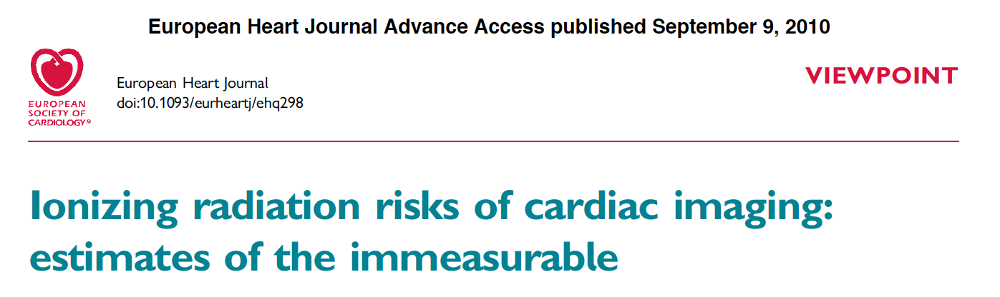 European Heart Journal Advance Access published September 9, 2010
EUROPEAN
SOCIETY OF
CARDIOLOGY®
European Heart Journal
doi:10.1093/eurheartj/ehq298
VIEWPOINT
Ionizing radiation risks of cardiac imaging:
estimates of the immeasurable